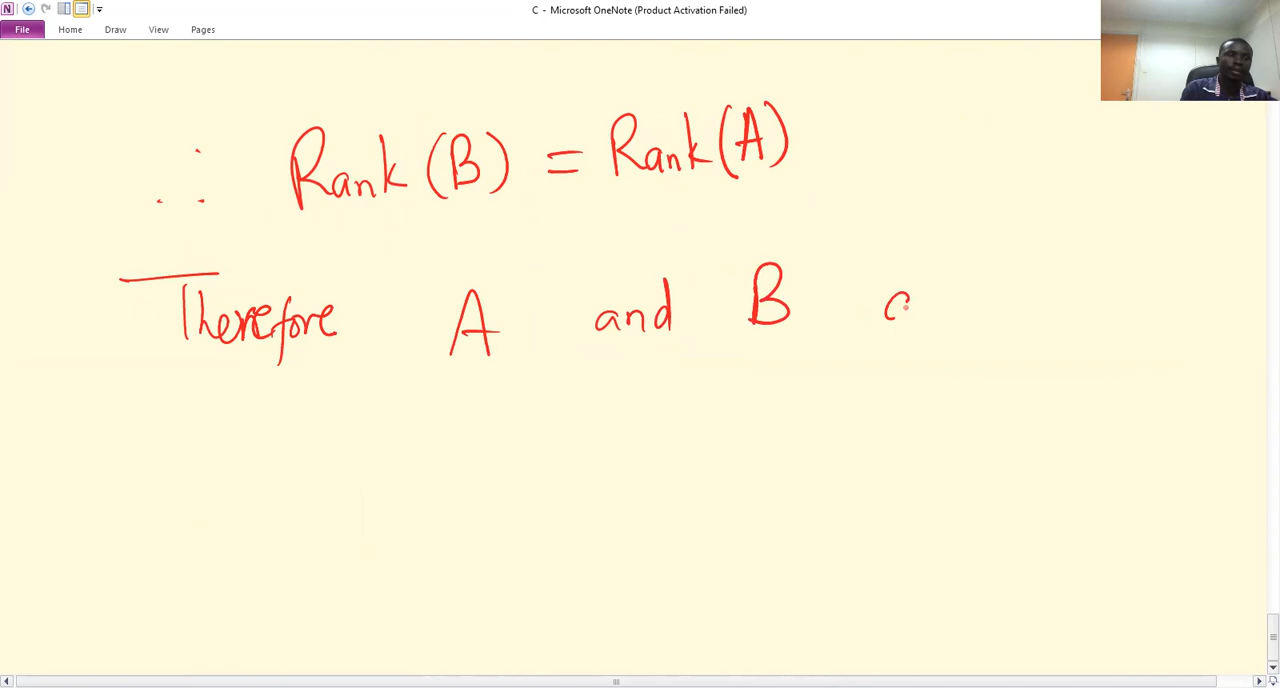 C - Microsoft OneNote (Product Activation Failed)
File Home Draw View Pages
∴ Rank(B) = Rank(A)
Therefore A and B